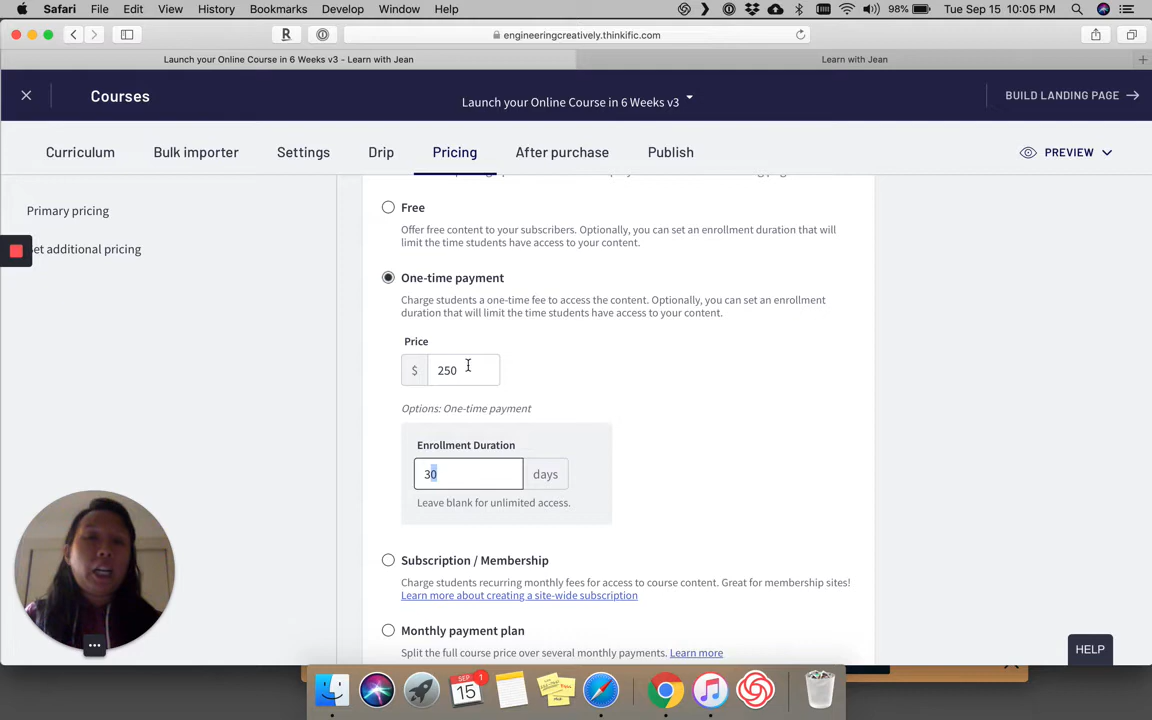 Safari File Edit View History Bookmarks Develop Window Help 98% Tue Sep 15 10:05 PM
engineeringcreatively.thinkific.com
Launch your Online Course in 6 Weeks v3 - Learn with Jean Learn with Jean
Courses Launch your Online Course in 6 Weeks v3 BUILD LANDING PAGE
Curriculum Bulk importer Settings Drip Pricing After purchase Publish PREVIEW
Primary pricing
et additional pricing
Free
Offer free content to your subscribers. Optionally, you can set an enrollment duration that will
limit the time students have access to your content.
One-time payment
Charge students a one-time fee to access the content. Optionally, you can set an enrollment
duration that will limit the time students have access to your content.
Price
$ 250
Options: One-time payment
Enrollment Duration
30 days
Leave blank for unlimited access.
Subscription / Membership
Charge students recurring monthly fees for access to course content. Great for membership sites!
Learn more about creating a site-wide subscription
Monthly payment plan
Split the full course price over several monthly payments. Learn more
HELP
SEP
15
1